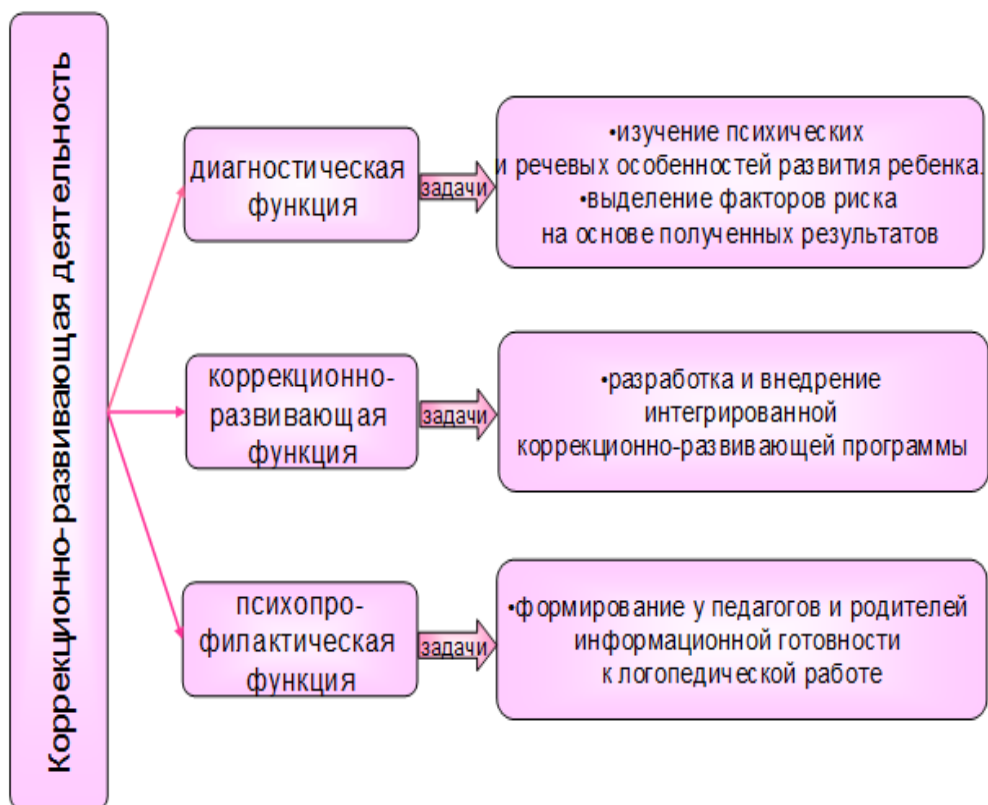 Коррекционно-развивающая деятельность
диагностическая
функция
задачи
•изучение психических
и речевых особенностей развития ребенка.
•выделение факторов риска
на основе полученных результатов
коррекционно-
развивающая
функция
задачи
•разработка и внедрение
интегрированной
коррекционно-развивающей программы
психопро-
филактическая
функция
задачи
•формирование у педагогов и родителей
информационной готовности
к логопедической работе